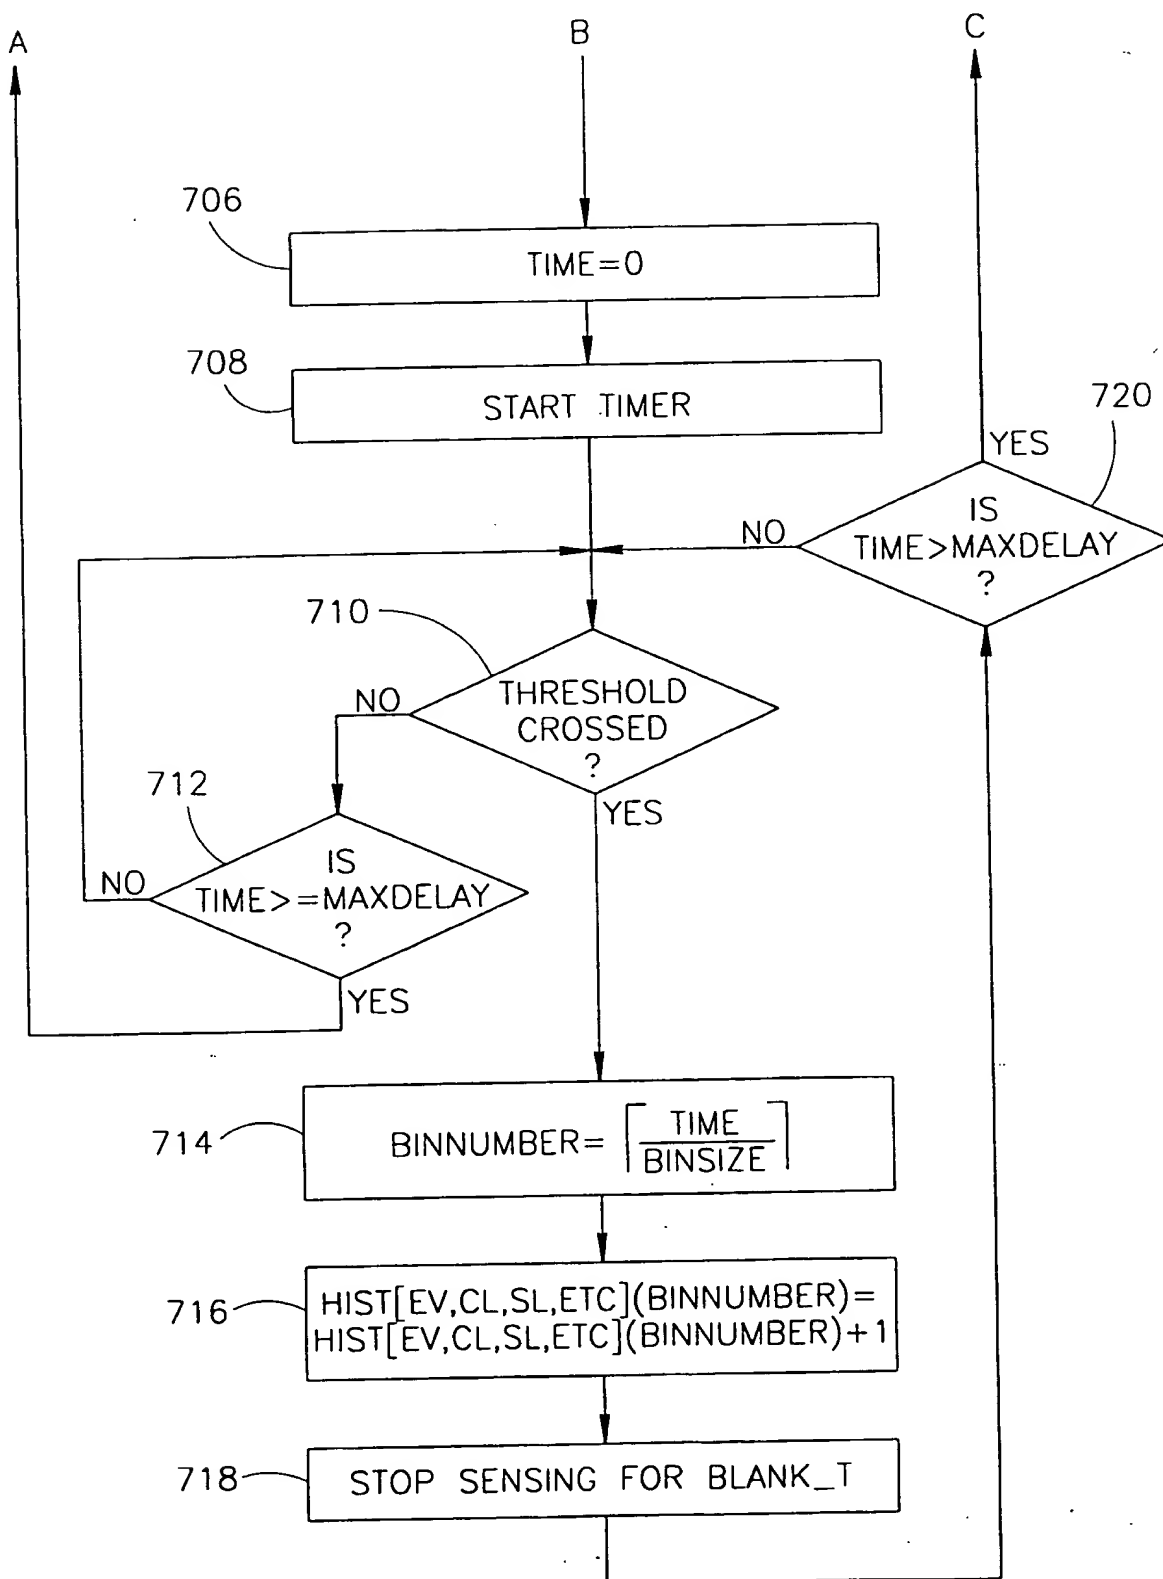 A
B
C
706
TIME=0
708
START TIMER
720
YES
IS
TIME>MAXDELAY
?
NO
710
THRESHOLD
CROSSED
?
NO
YES
712
IS
TIME>=MAXDELAY
?
NO
YES
714
BINNUMBER=⌈TIME
BINSIZE⌉
716
HIST[EV,CL,SL,ETC](BINNUMBER)=
HIST[EV,CL,SL,ETC](BINNUMBER)+1
718
STOP SENSING FOR BLANK_T